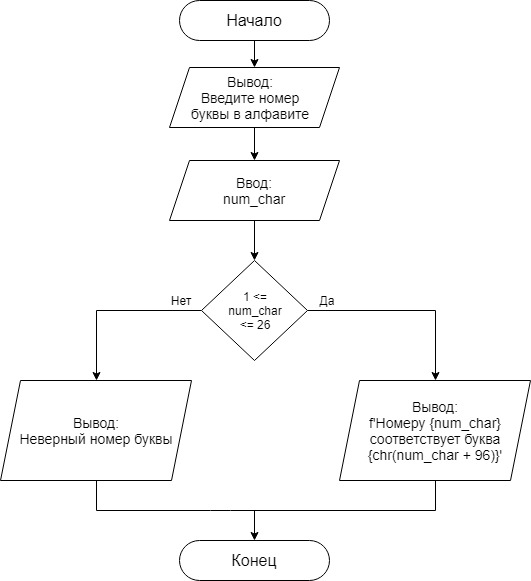 Начало
Вывод:
Введите номер
буквы в алфавите
Ввод:
num_char
1 <=
num_char
<= 26
Нет
Да
Вывод:
Неверный номер буквы
Вывод:
f'Номеру {num_char}
соответствует буква
{chr(num_char + 96)}'
Конец